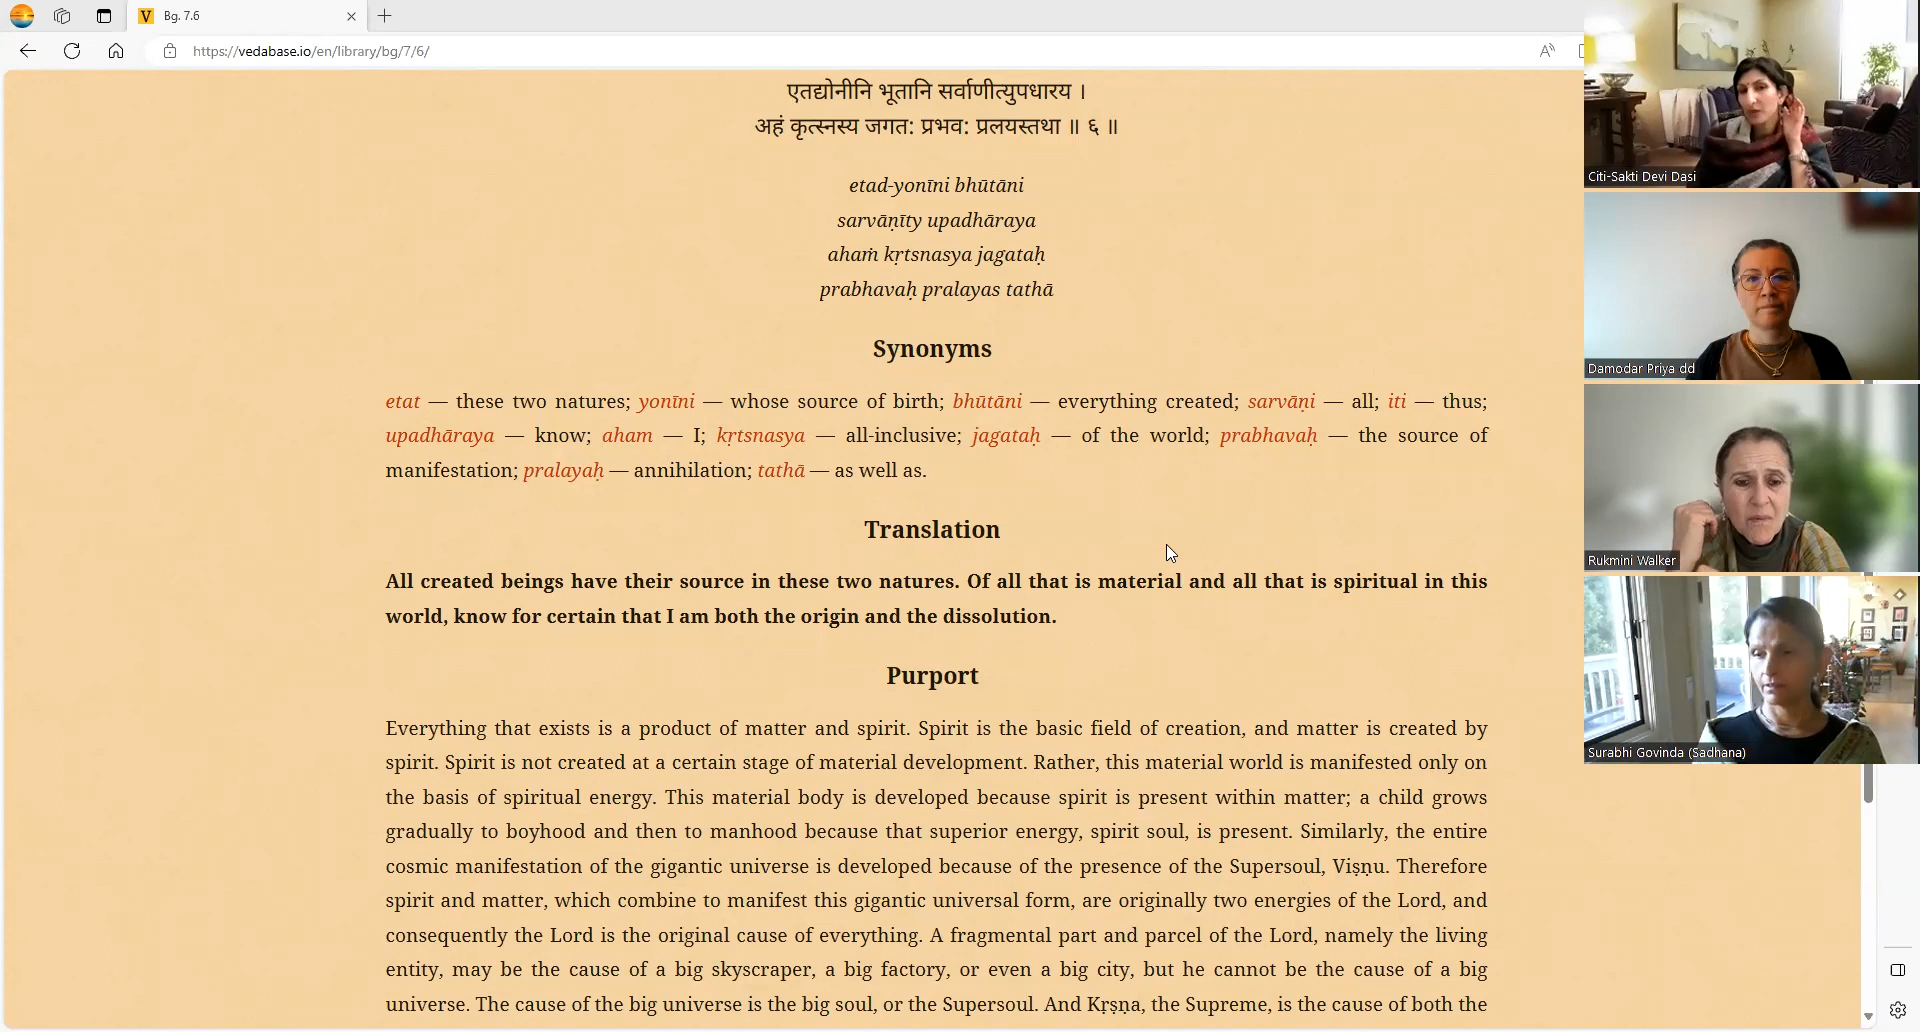 Bg. 7.6
https://vedabase.io/en/library/bg/7/6/
एतद्योनीनि भूतानि सर्वाणीत्युपधारय ।
अहं कृत्स्नस्य जगत: प्रभव: प्रलयस्तथा ॥ ६ ॥
etad-yonīni bhūtāni
sarvāṇīty upadhāraya
ahaṁ kṛtsnasya jagataḥ
prabhavaḥ pralayas tathā
Synonyms
etat — these two natures; yonīni — whose source of birth; bhūtāni — everything created; sarvāṇi — all; iti — thus;
upadhāraya — know; aham — I; kṛtsnasya — all-inclusive; jagataḥ — of the world; prabhavaḥ — the source of
manifestation; pralayaḥ — annihilation; tathā — as well as.
Translation
All created beings have their source in these two natures. Of all that is material and all that is spiritual in this
world, know for certain that I am both the origin and the dissolution.
Purport
Everything that exists is a product of matter and spirit. Spirit is the basic field of creation, and matter is created by
spirit. Spirit is not created at a certain stage of material development. Rather, this material world is manifested only on
the basis of spiritual energy. This material body is developed because spirit is present within matter; a child grows
gradually to boyhood and then to manhood because that superior energy, spirit soul, is present. Similarly, the entire
cosmic manifestation of the gigantic universe is developed because of the presence of the Supersoul, Viṣṇu. Therefore
spirit and matter, which combine to manifest this gigantic universal form, are originally two energies of the Lord, and
consequently the Lord is the original cause of everything. A fragmental part and parcel of the Lord, namely the living
entity, may be the cause of a big skyscraper, a big factory, or even a big city, but he cannot be the cause of a big
universe. The cause of the big universe is the big soul, or the Supersoul. And Kṛṣṇa, the Supreme, is the cause of both the
Citi-Sakti Devi Dasi
Damodar Priya dd
Rukmini Walker
Surabhi Govinda (Sadhana)